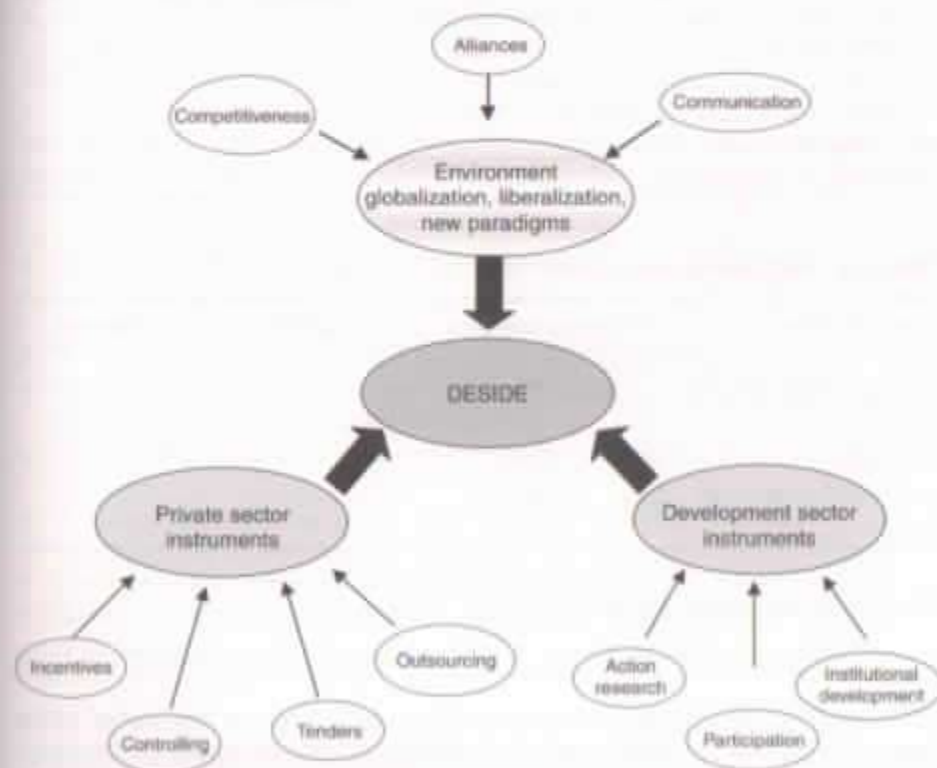 Alliances
Competitiveness
Communication
Environment
globalization, liberalization,
new paradigms
DESIDE
Private sector
instruments
Development sector
instruments
Incentives
Controlling
Tenders
Outsourcing
Action
research
Participation
Institutional
development